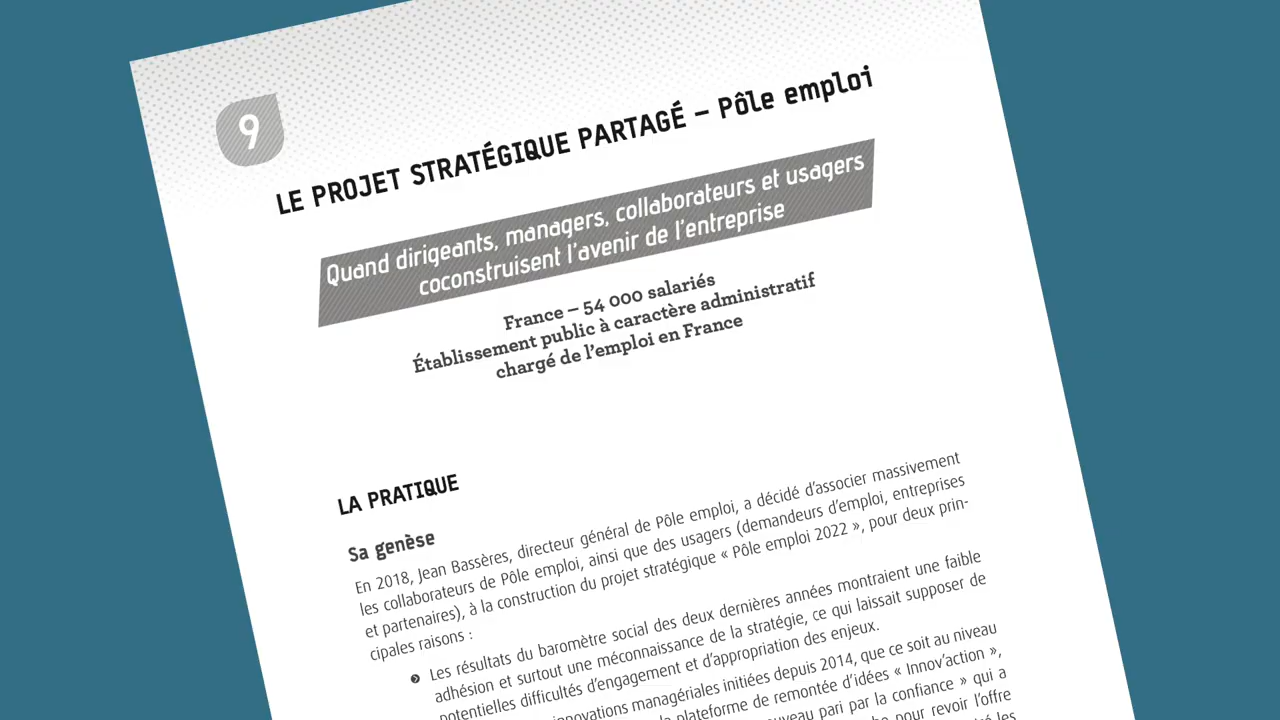 9
LE PROJET STRATÉGIQUE PARTAGÉ – Pôle emploi
Quand dirigeants, managers, collaborateurs et usagers
coconstruisent l'avenir de l'entreprise
France – 54 000 salariés
Établissement public à caractère administratif
chargé de l'emploi en France
LA PRATIQUE
Sa genèse
En 2018, Jean Bassères, directeur général de Pôle emploi, a décidé d'associer massivement
les collaborateurs de Pôle emploi, ainsi que des usagers (demandeurs d'emploi, entreprises
et partenaires), à la construction du projet stratégique « Pôle emploi 2022 », pour deux prin-
cipales raisons :
Les résultats du baromètre social des deux dernières années montraient une faible
adhésion et surtout une méconnaissance de la stratégie, ce qui laissait supposer de
potentielles difficultés d'engagement et d'appropriation des enjeux.
innovations managériales initiées depuis 2014, que ce soit au niveau
la plateforme de remontée d'idées « Innov'action »,
nouveau pari par la confiance » qui a
pour revoir l'offre
les